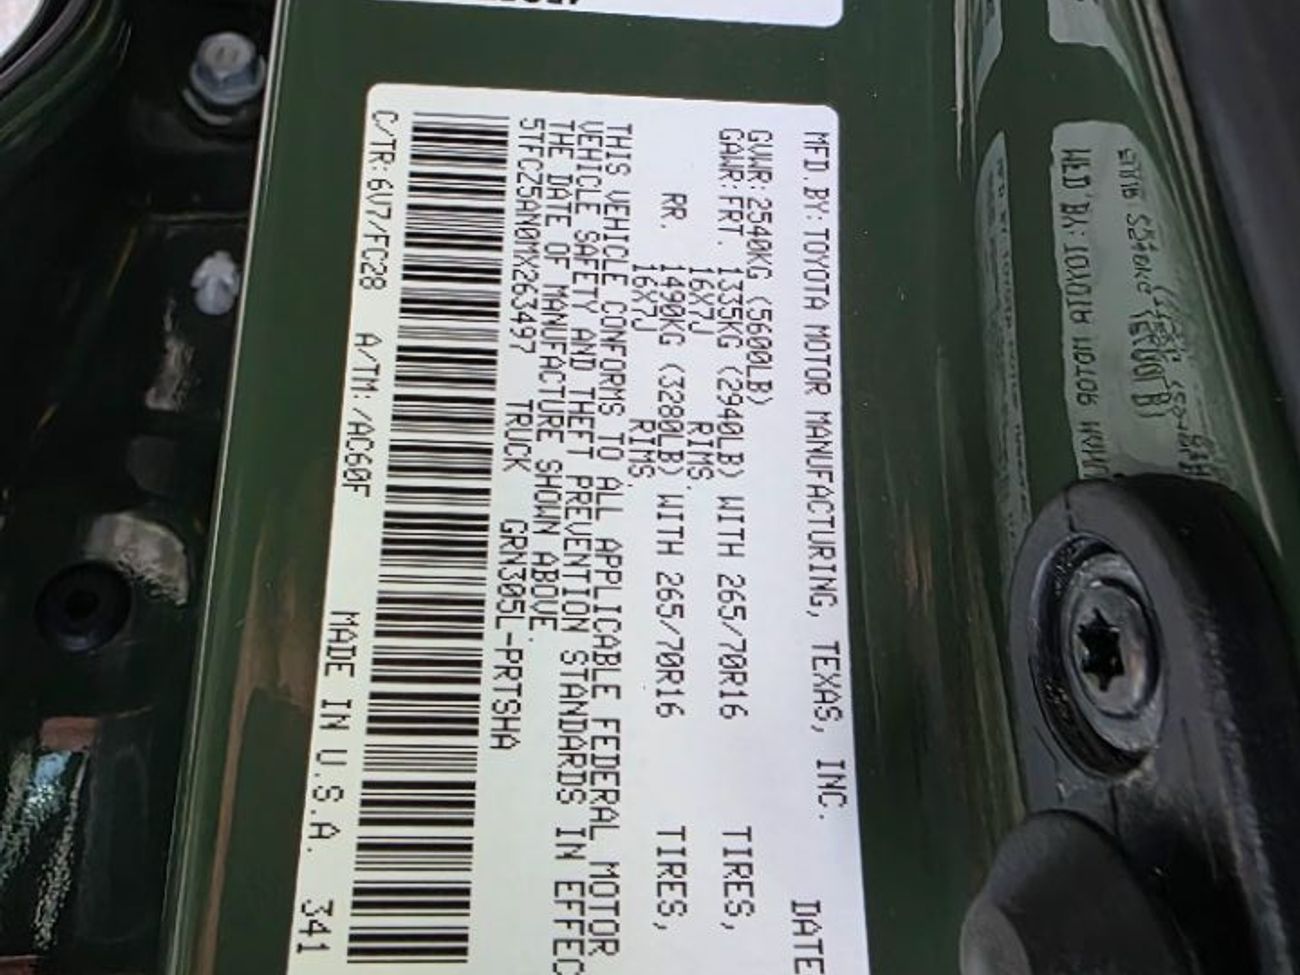 MFD. BY: TOYOTA MOTOR MANUFACTURING, TEXAS, INC. DATE
GVWR: 2540KG (5600LB)
GAWR: FRT. 1335KG (2940LB) WITH 265/70R16 TIRES,
16X7J RIMS.
RR. 1490KG (3280LB) WITH 265/70R16 TIRES,
16X7J RIMS.
THIS VEHICLE CONFORMS TO ALL APPLICABLE FEDERAL MOTOR
VEHICLE SAFETY AND THEFT PREVENTION STANDARDS IN EFFEC
THE DATE OF MANUFACTURE SHOWN ABOVE.
5TFCZ5AN0MX263497 TRUCK GRN305L-PRTSHA
C/TR: 6V7/FC28 A/TM: /AC60F MADE IN U.S.A. 341